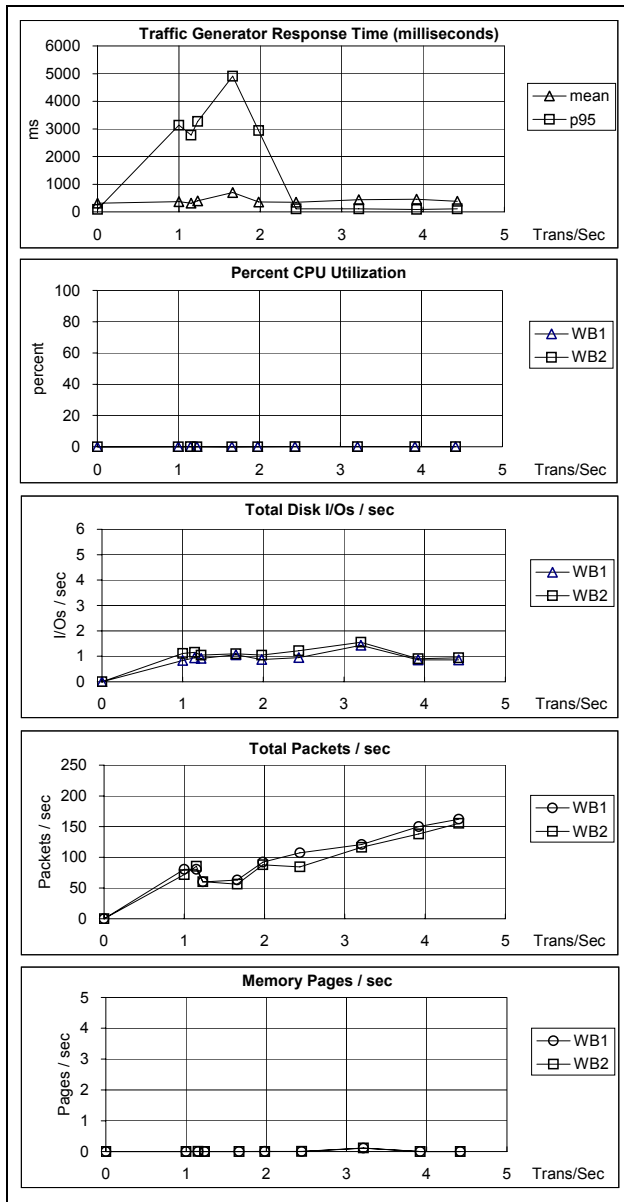 Traffic Generator Response Time (milliseconds)
6000
5000
4000
3000
2000
1000
0
ms
0 1 2 3 4 5 Trans/Sec
mean
p95
Percent CPU Utilization
100
80
60
40
20
0
percent
0 1 2 3 4 5 Trans/Sec
WB1
WB2
Total Disk I/Os / sec
6
5
4
3
2
1
0
I/Os / sec
0 1 2 3 4 5 Trans/Sec
WB1
WB2
Total Packets / sec
250
200
150
100
50
0
Packets / sec
0 1 2 3 4 5 Trans/Sec
WB1
WB2
Memory Pages / sec
5
4
3
2
1
0
Pages / sec
0 1 2 3 4 5 Trans/Sec
WB1
WB2